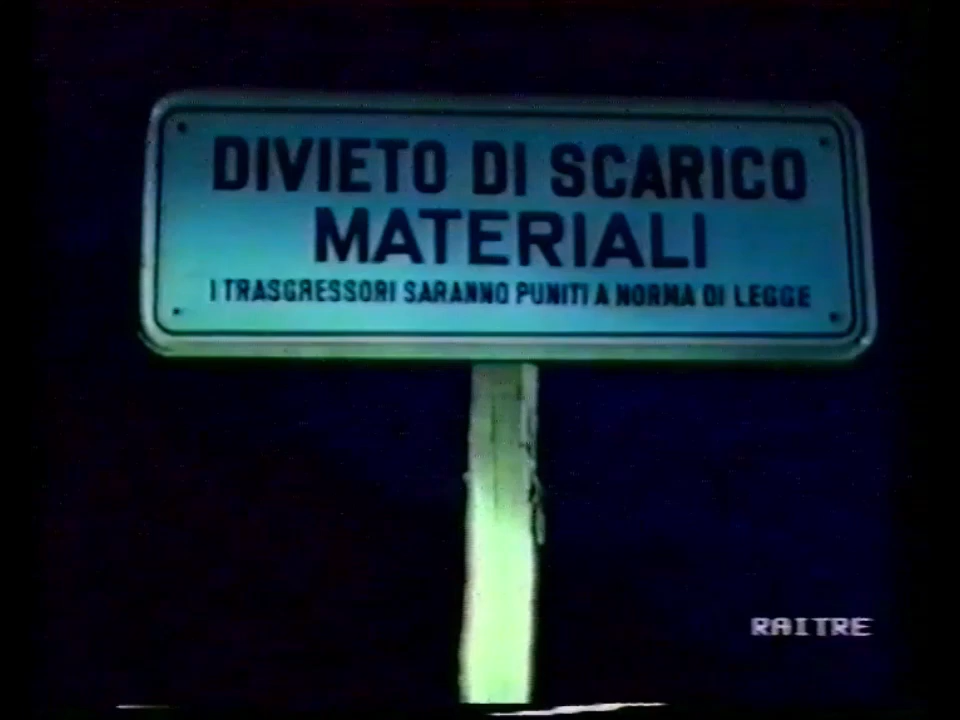 DIVIETO DI SCARICO
MATERIALI
I TRASGRESSORI SARANNO PUNITI A NORMA DI LEGGE
RAITRE